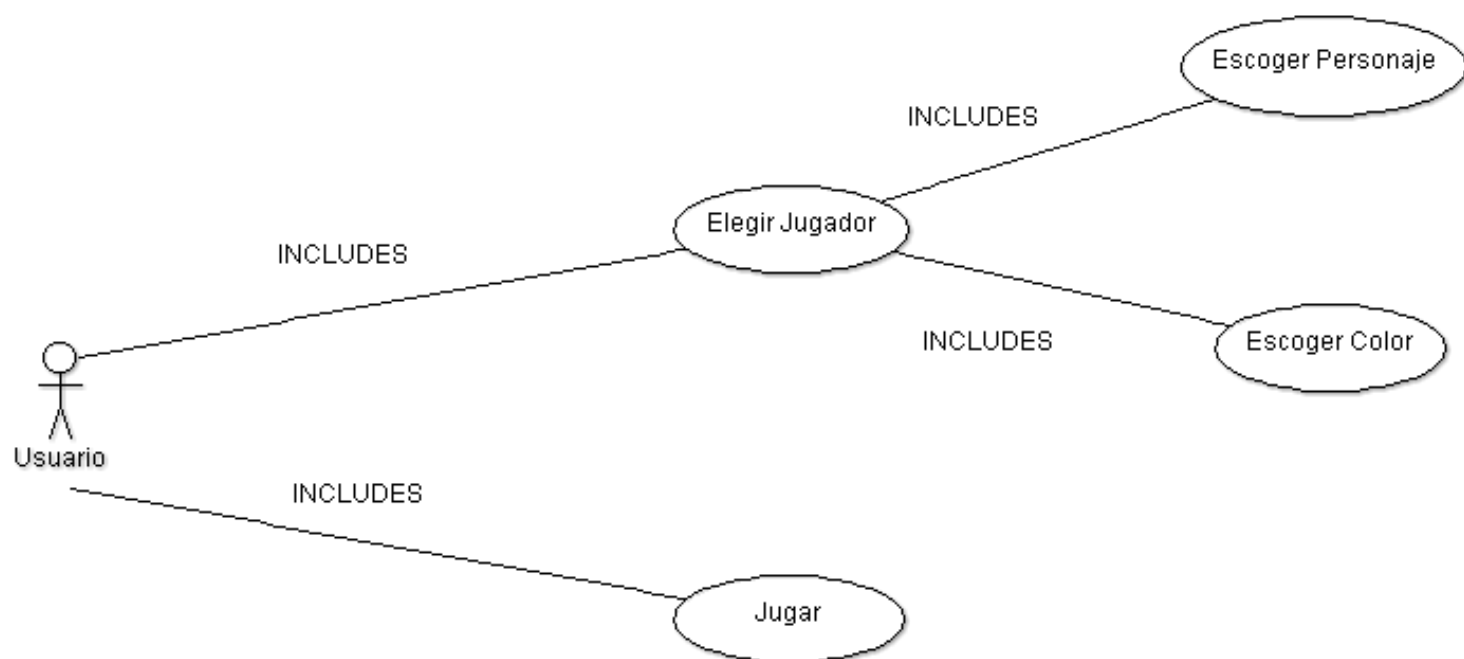 Escoger Personaje
INCLUDES
Elegir Jugador
INCLUDES
INCLUDES
Escoger Color
Usuario
INCLUDES
Jugar